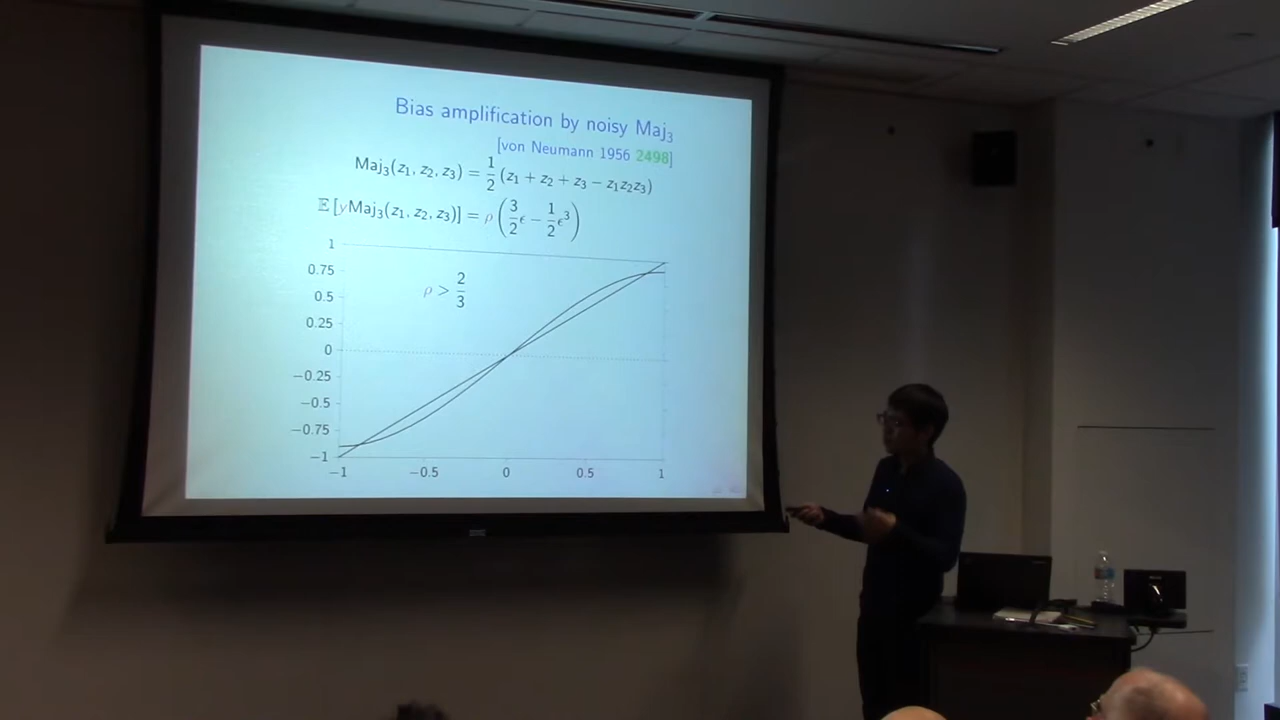 Bias amplification by noisy Maj₃
[von Neumann 1956 2498]
Maj₃(z₁, z₂, z₃) = 1/2 (z₁ + z₂ + z₃ − z₁z₂z₃)
𝔼 [yMaj₃(z₁, z₂, z₃)] = ρ (3/2 ϵ − 1/2 ϵ³)
1
0.75
ρ > 2/3
0.5
0.25
0
−0.25
−0.5
−0.75
−1
−1 −0.5 0 0.5 1